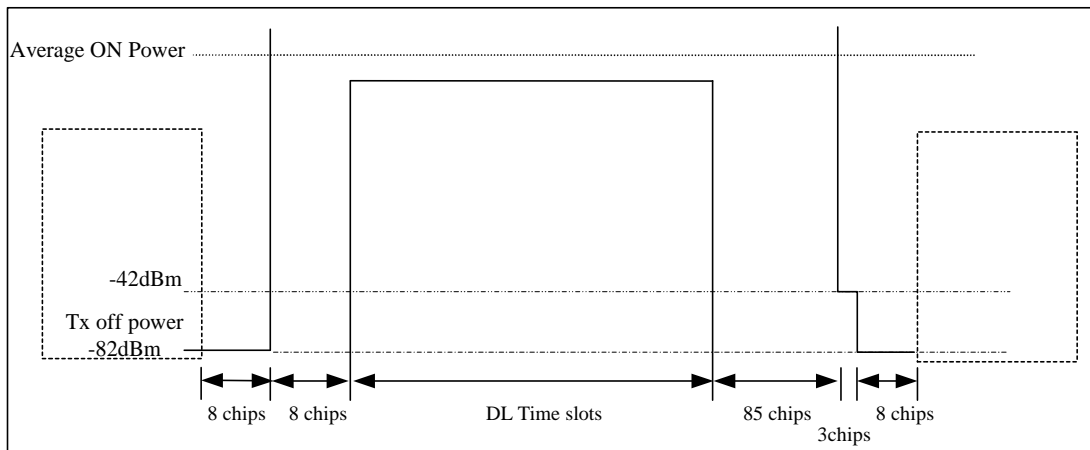 Average ON Power
-42dBm
Tx off power
-82dBm
8 chips
8 chips
DL Time slots
85 chips
3chips
8 chips